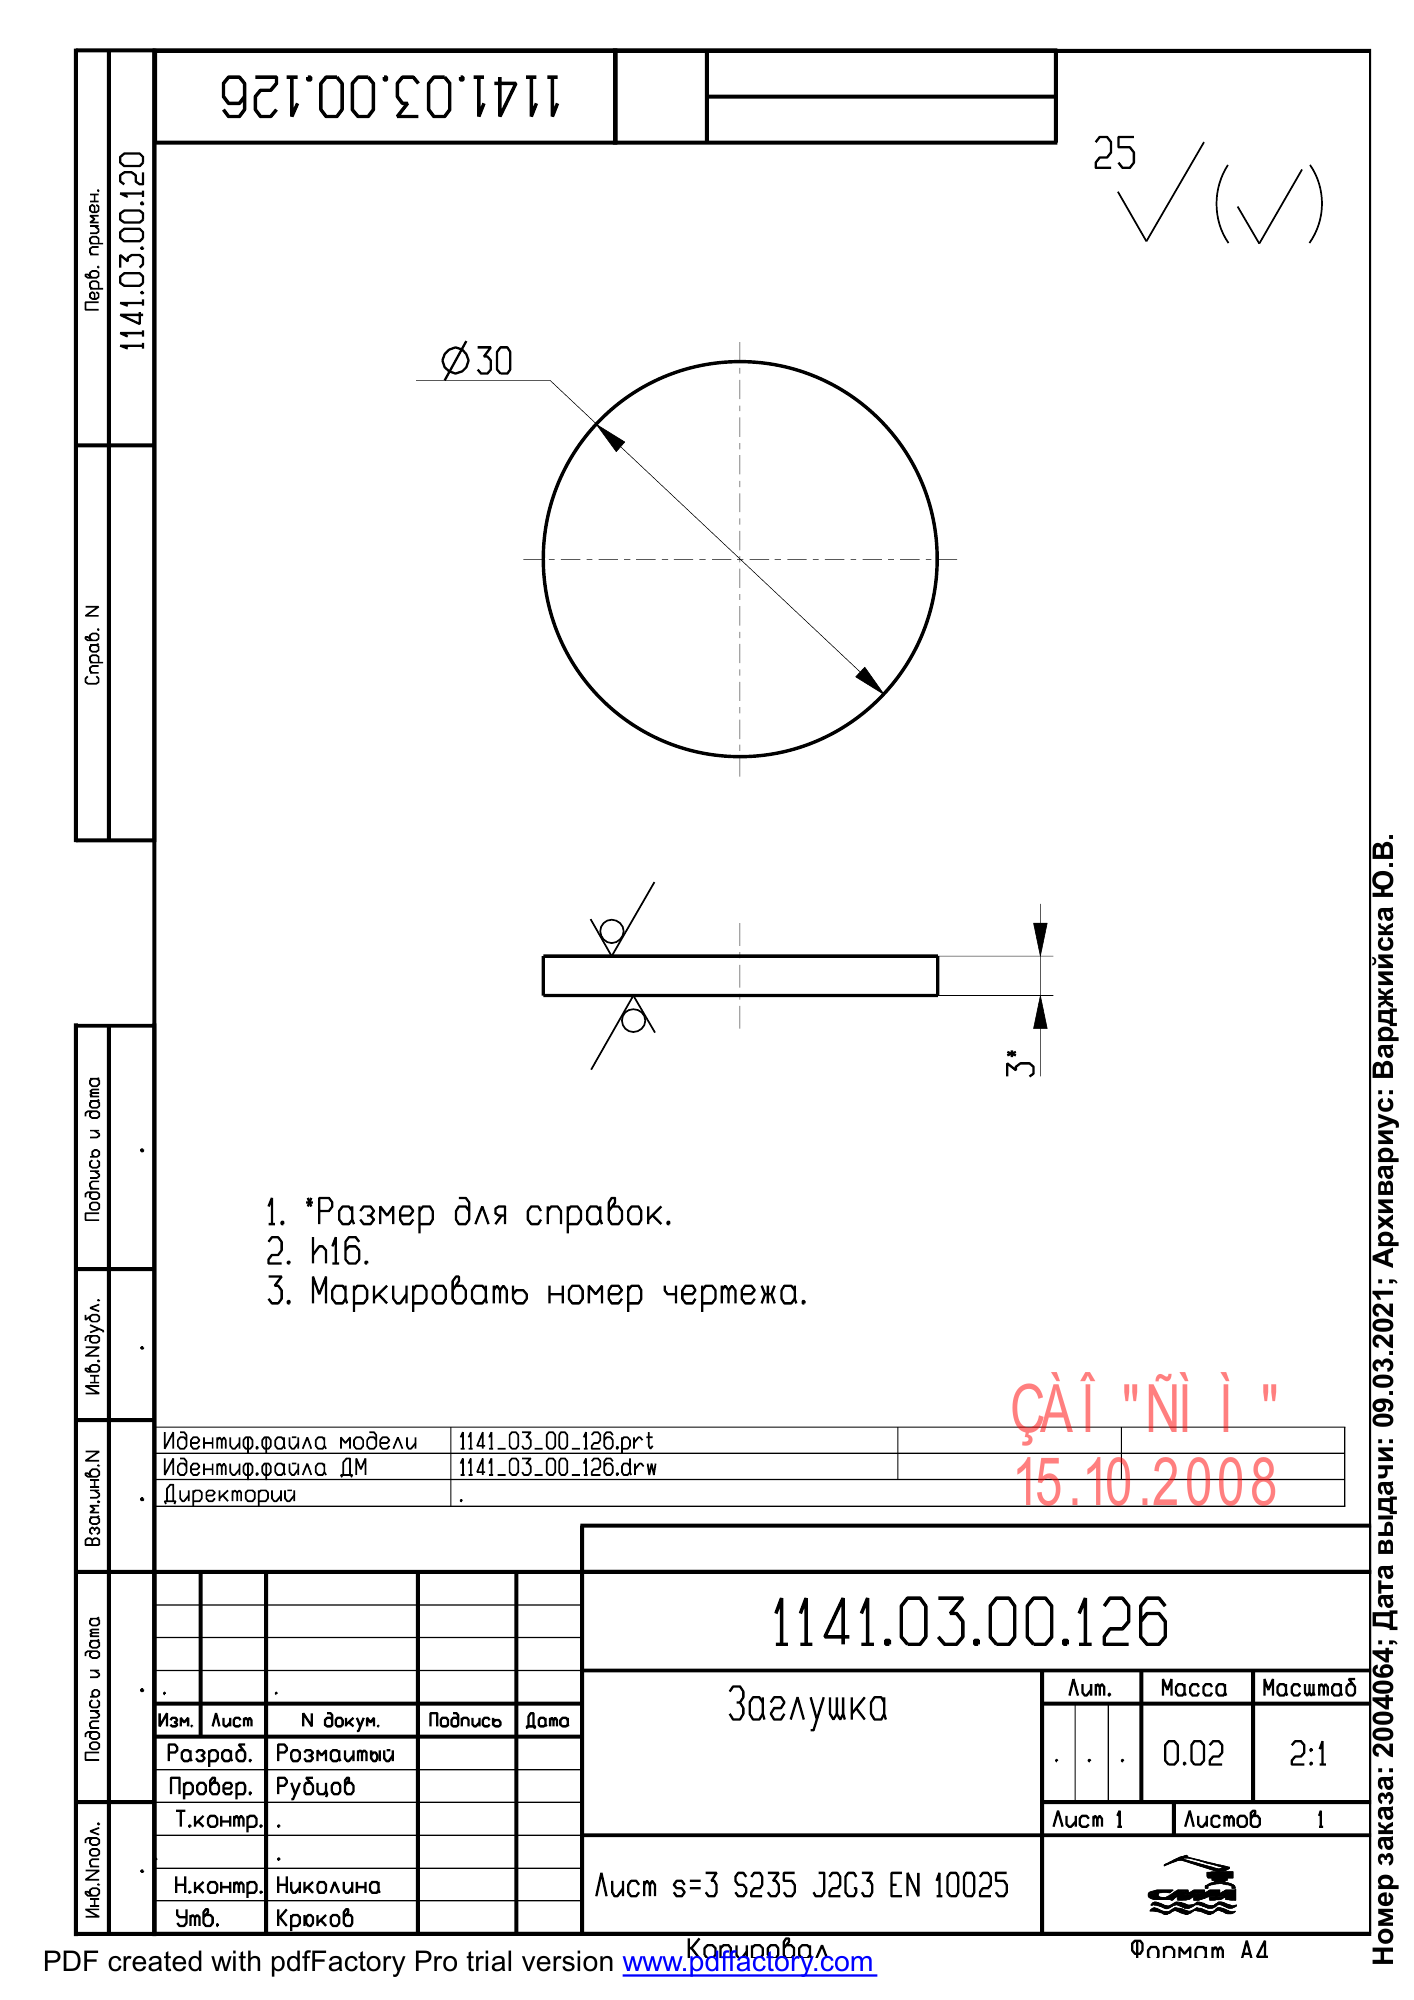 1141.03.00.126
Перв. примен.
1141.03.00.120
25
Ø30
Справ. N
3*
1. *Размер для справок.
2. h16.
3. Маркировать номер чертежа.
Подпись и дата
Инв.Nдубл.
Взам.инв.N
Подпись и дата
Инв.Nподл.
ÇÀÎ "ÑÌ Ì "
15.10.2008
Идентиф.файла модели 1141_03_00_126.prt
Идентиф.файла ДМ 1141_03_00_126.drw
Директорий .
1141.03.00.126
Заглушка
Лит. Масса Масштаб
. . . 0.02 2:1
Лист 1 Листов 1
Изм. Лист N докум. Подпись Дата
Разраб. Розмаитый
Провер. Рубцов
Т.контр. .
Н.контр. Николина
Утв. Крюков
Лист s=3 S235 J2G3 EN 10025
Копировал
Формат А4
Номер заказа: 2004064; Дата выдачи: 09.03.2021; Архивариус: Варджийска Ю.В.
PDF created with pdfFactory Pro trial version www.pdffactory.com